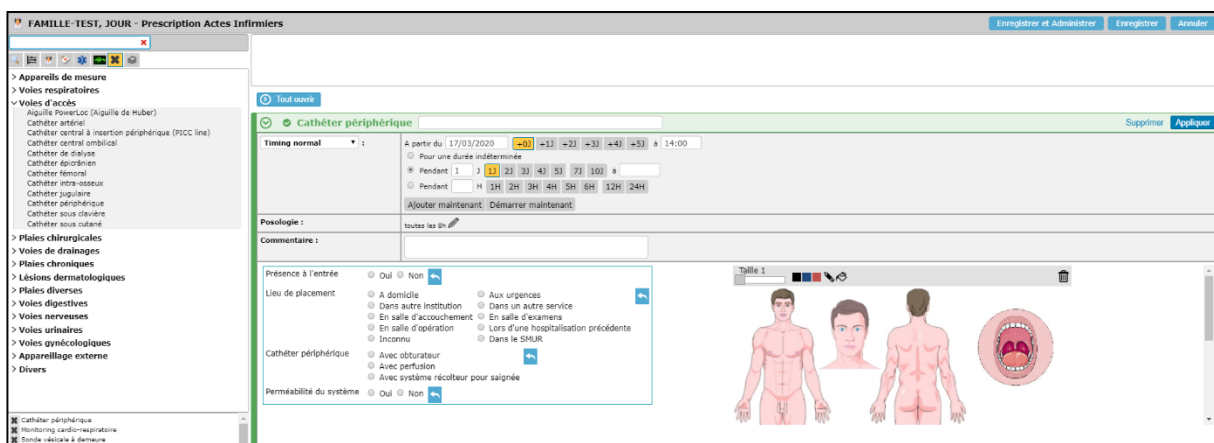 FAMILLE-TEST, JOUR - Prescription Actes Infirmiers
Enregistrer et Administrer Enregistrer Annuler
> Appareils de mesure
> Voies respiratoires
Voies d'accès
Aiguille PowerLoc (Aiguille de Huber)
Cathéter artériel
Cathéter central à insertion périphérique (PICC line)
Cathéter central ombilical
Cathéter de dialyse
Cathéter épicrânien
Cathéter fémoral
Cathéter intra-osseux
Cathéter jugulaire
Cathéter périphérique
Cathéter sous clavière
Cathéter sous cutané
> Plaies chirurgicales
> Voies de drainages
> Plaies chroniques
> Lésions dermatologiques
> Plaies diverses
> Voies digestives
> Voies nerveuses
> Voies urinaires
> Voies gynécologiques
> Appareillage externe
> Divers
Cathéter périphérique
Monitoring cardio-respiratoire
Sonde vésicale à demeure
Tout ouvrir
Cathéter périphérique Supprimer Appliquer
Timing normal : A partir du 17/03/2020 +0J +1J +2J +3J +4J +5J à 14:00
Pour une durée indéterminée
Pendant 1 J 1J 2J 3J 4J 5J 7J 10J à
Pendant H 1H 2H 3H 4H 5H 6H 12H 24H
Ajouter maintenant Démarrer maintenant
Posologie : toutes les 8h
Commentaire :
Présence à l'entrée Oui Non
Lieu de placement A domicile Aux urgences
Dans autre institution Dans un autre service
En salle d'accouchement En salle d'examens
En salle d'opération Lors d'une hospitalisation précédente
Inconnu Dans le SMUR
Cathéter périphérique Avec obturateur
Avec perfusion
Avec système récolteur pour saignée
Perméabilité du système Oui Non
Taille 1